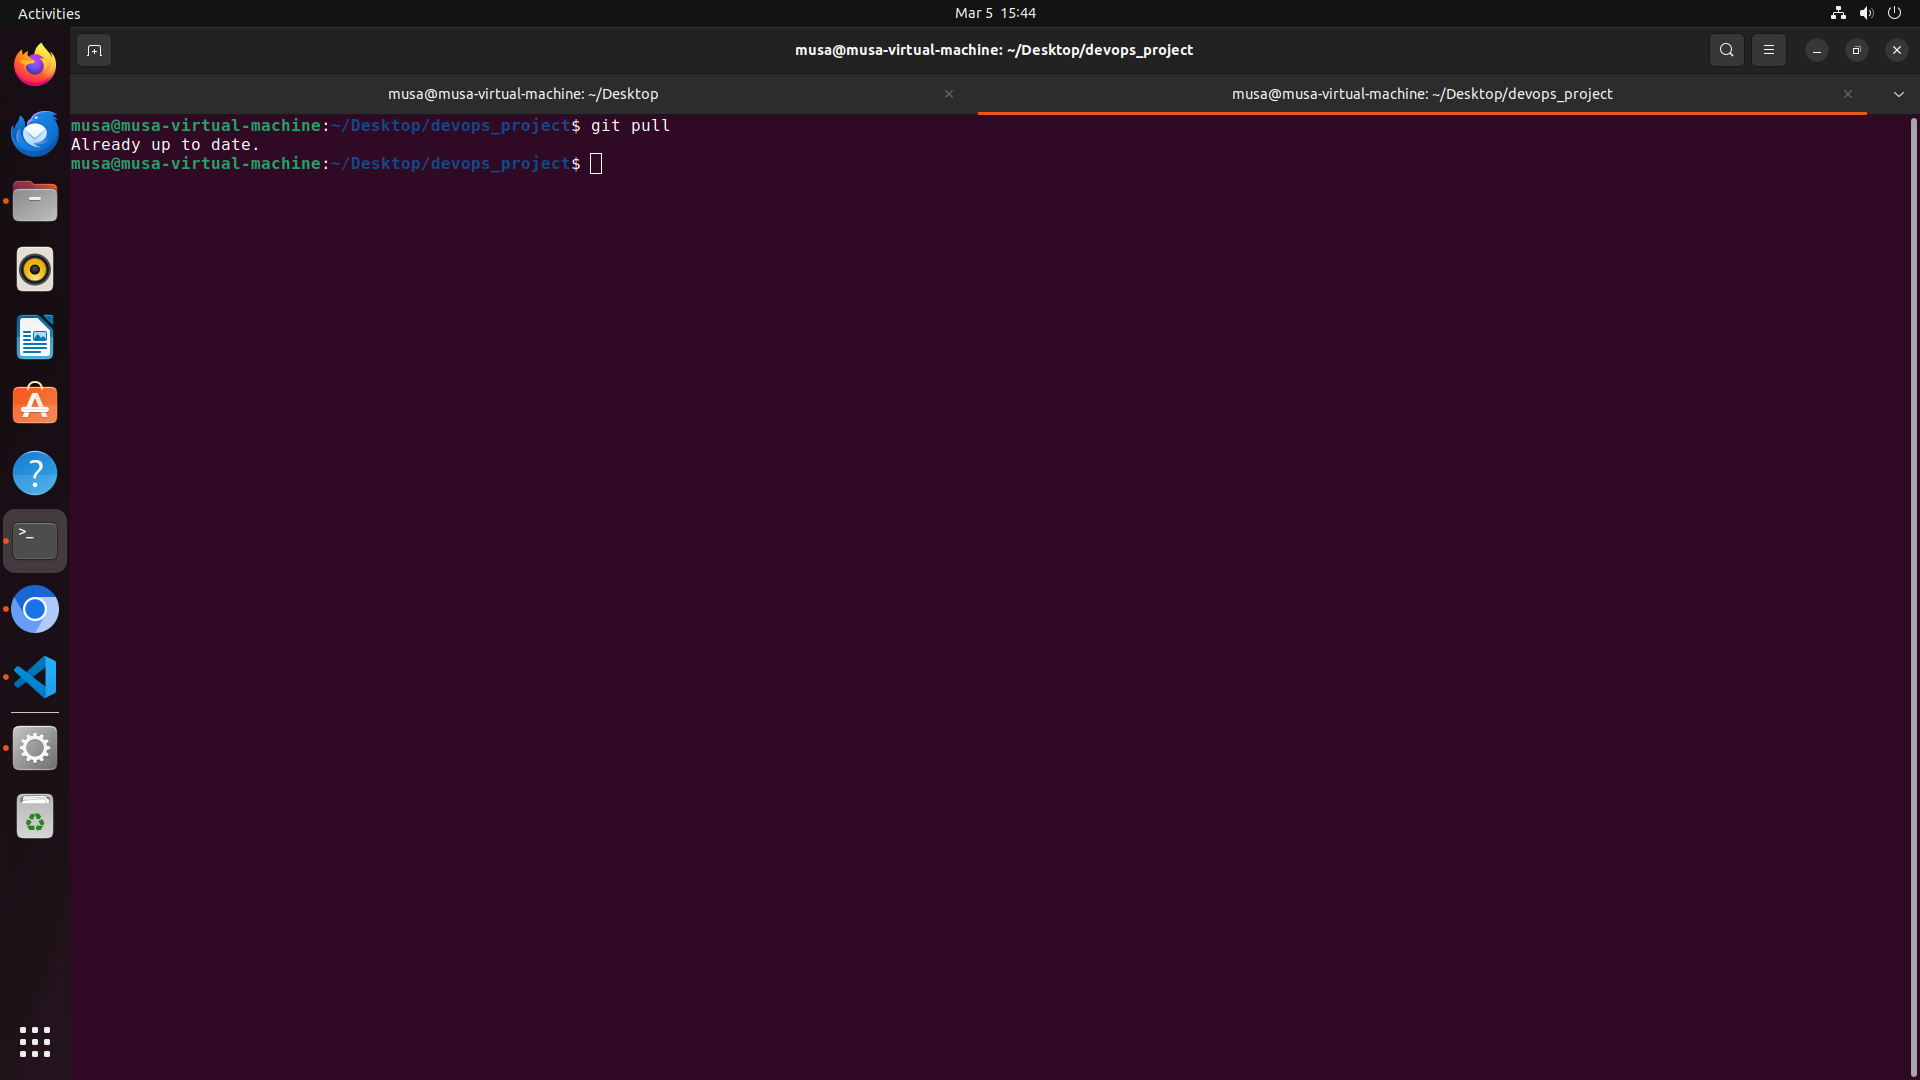 Activities
Mar 5 15:44
musa@musa-virtual-machine: ~/Desktop/devops_project
musa@musa-virtual-machine: ~/Desktop
musa@musa-virtual-machine: ~/Desktop/devops_project
musa@musa-virtual-machine:~/Desktop/devops_project$ git pull
Already up to date.
musa@musa-virtual-machine:~/Desktop/devops_project$